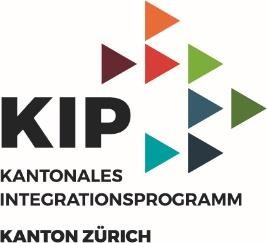 KIP
KANTONALES
INTEGRATIONSPROGRAMM
KANTON ZÜRICH